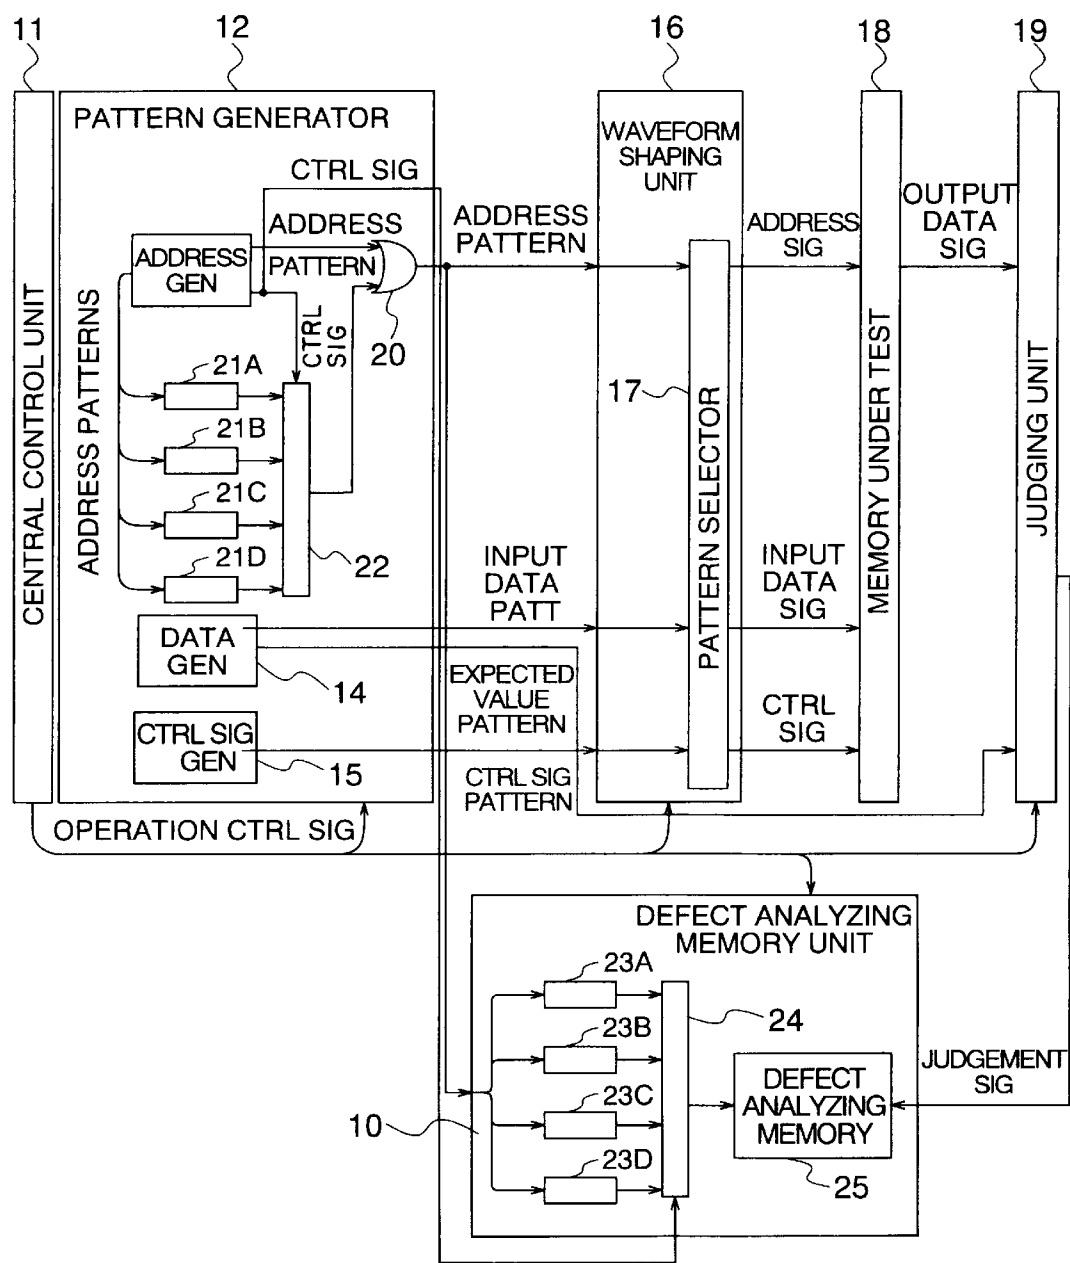 11
12
16
18
19
CENTRAL CONTROL UNIT
PATTERN GENERATOR
CTRL SIG
ADDRESS
PATTERN
ADDRESS
GEN
CTRL
SIG
20
ADDRESS PATTERNS
21A
21B
21C
21D
22
DATA
GEN
14
CTRL SIG
GEN
15
ADDRESS
PATTERN
INPUT
DATA
PATT
EXPECTED
VALUE
PATTERN
CTRL SIG
PATTERN
WAVEFORM
SHAPING
UNIT
17
PATTERN SELECTOR
ADDRESS
SIG
INPUT
DATA
SIG
CTRL
SIG
MEMORY UNDER TEST
OUTPUT
DATA
SIG
JUDGING UNIT
OPERATION CTRL SIG
DEFECT ANALYZING
MEMORY UNIT
23A
23B
23C
23D
24
10
DEFECT
ANALYZING
MEMORY
25
JUDGEMENT
SIG